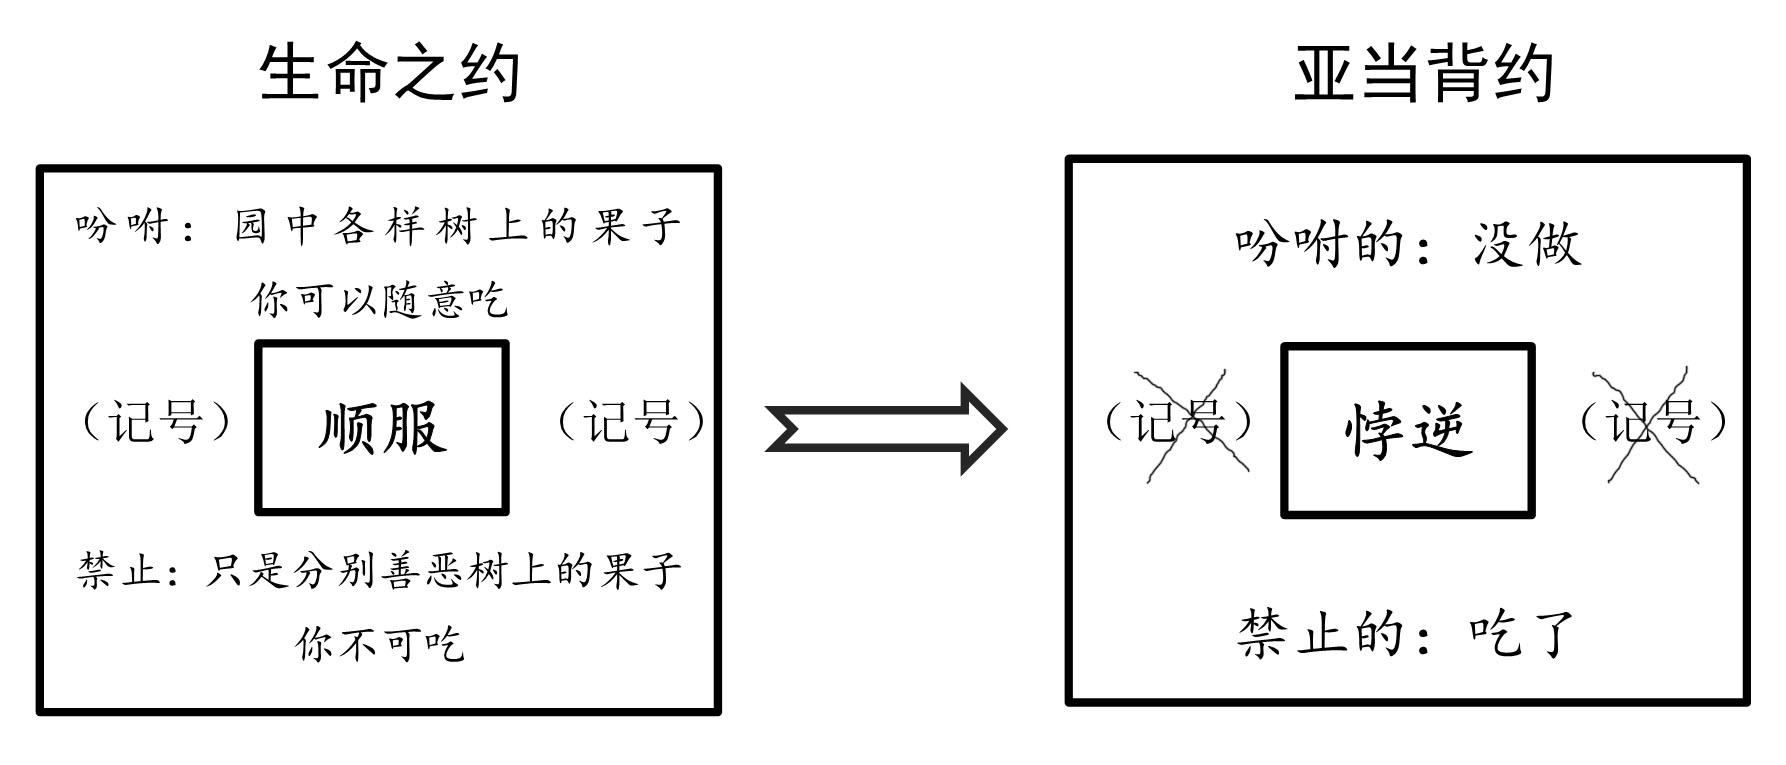 生命之约
吩咐：园中各样树上的果子
你可以随意吃
（记号）
顺服
（记号）
禁止：只是分别善恶树上的果子
你不可吃
亚当背约
吩咐的：没做
（记号）
悖逆
（记号）
禁止的：吃了